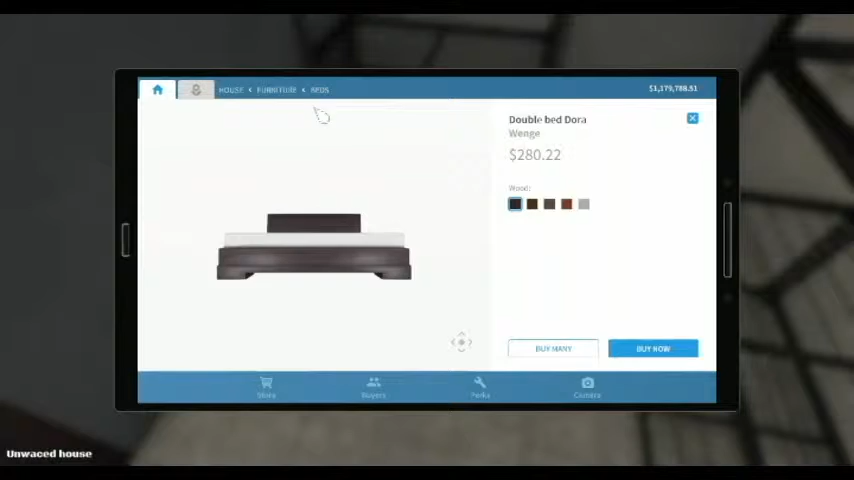 HOUSE < FURNITURE < BEDS
$1,179,788.51
Double bed Dora
Wenge
$280.22
Wood:
BUY MANY
BUY NOW
Store
Buyers
Perks
Camera
Unwaced house